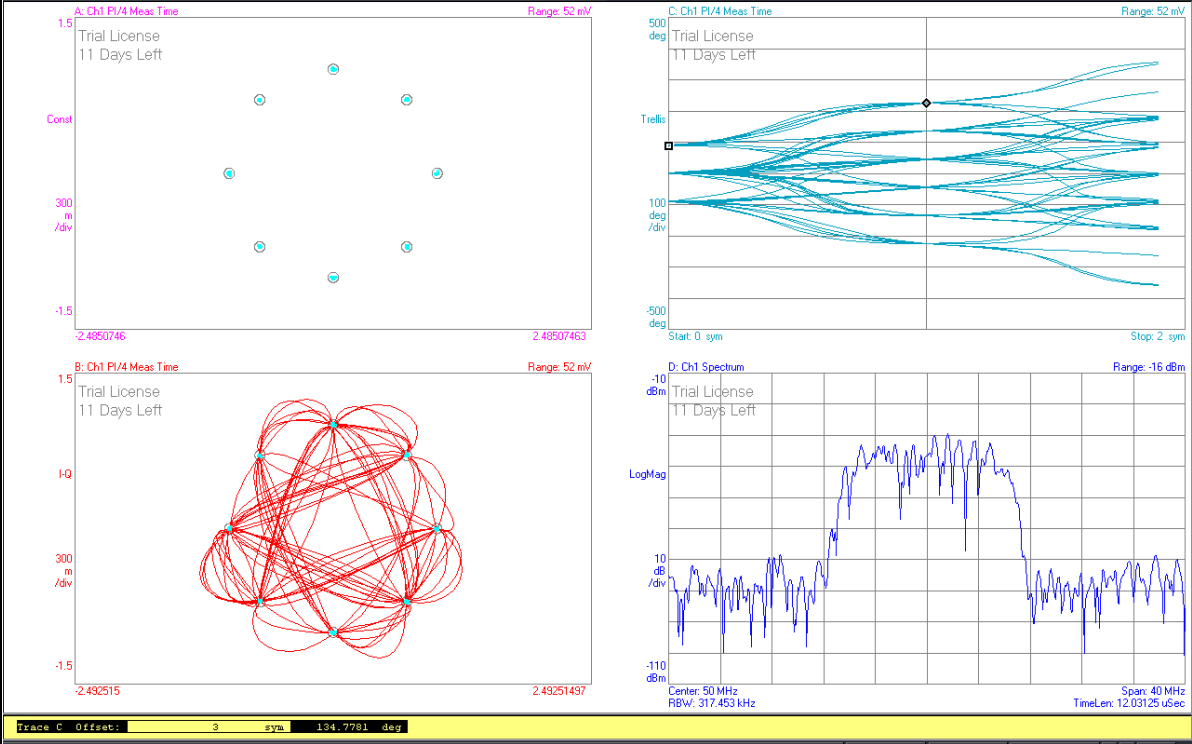 A: Ch1 PI/4 Meas Time
Range: 52 mV
1.5
Trial License
11 Days Left
Const
300
m
/div
-1.5
-2.4850746
2.48507463
C: Ch1 PI/4 Meas Time
Range: 52 mV
500
deg
Trial License
11 Days Left
Trellis
100
deg
/div
-500
deg
Start: 0 sym
Stop: 2 sym
B: Ch1 PI/4 Meas Time
Range: 52 mV
1.5
Trial License
11 Days Left
I-Q
300
m
/div
-1.5
-2.492515
2.49251497
D: Ch1 Spectrum
Range: -16 dBm
-10
dBm
Trial License
11 Days Left
LogMag
10
dB
/div
-110
dBm
Center: 50 MHz
Span: 40 MHz
RBW: 317.453 kHz
TimeLen: 12.03125 uSec
Trace C Offset: 3 sym 134.7781 deg